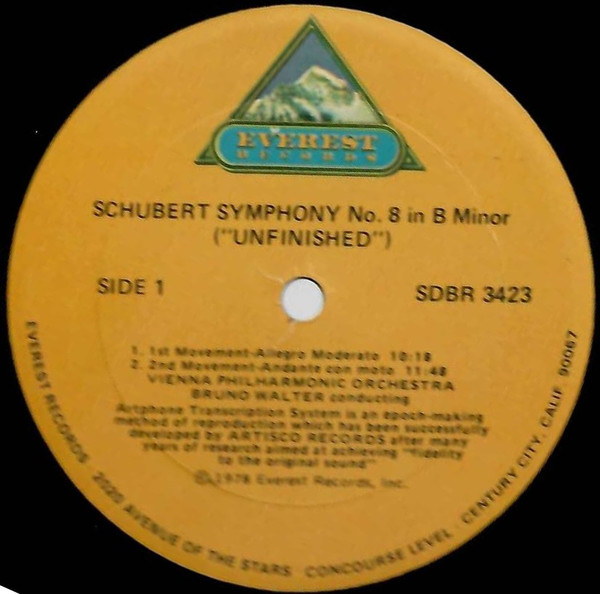 EVEREST
RECORDS
SCHUBERT SYMPHONY No. 8 in B Minor
("UNFINISHED")
SIDE 1
SDBR 3423
1. 1st Movement-Allegro Moderato 10:18
2. 2nd Movement-Andante con moto 11:48
VIENNA PHILHARMONIC ORCHESTRA
BRUNO WALTER conducting
Artphone Transcription System is an epoch-making
method of reproduction which has been successfully
developed by ARTISCO RECORDS after many
years of research aimed at achieving "fidelity
to the original sound"
Ⓟ1978 Everest Records, Inc.
EVEREST RECORDS · 2020 AVENUE OF THE STARS · CONCOURSE LEVEL · CENTURY CITY, CALIF 90067